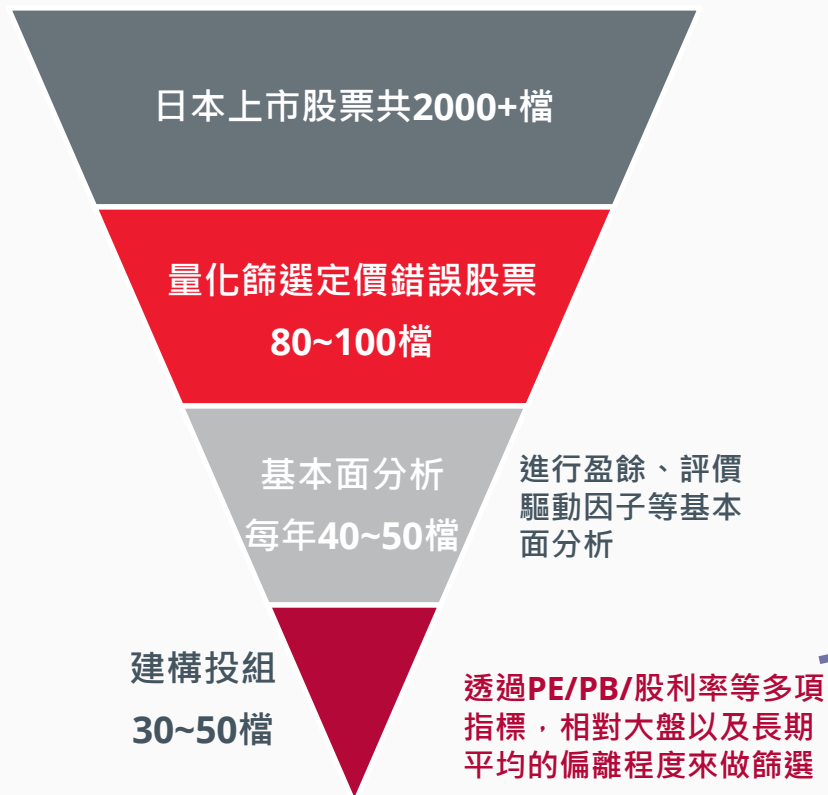 日本上市股票共2000+檔
量化篩選定價錯誤股票
80~100檔
基本面分析
每年40~50檔
進行盈餘、評價
驅動因子等基本
面分析
建構投組
30~50檔
透過PE/PB/股利率等多項
指標，相對大盤以及長期
平均的偏離程度來做篩選